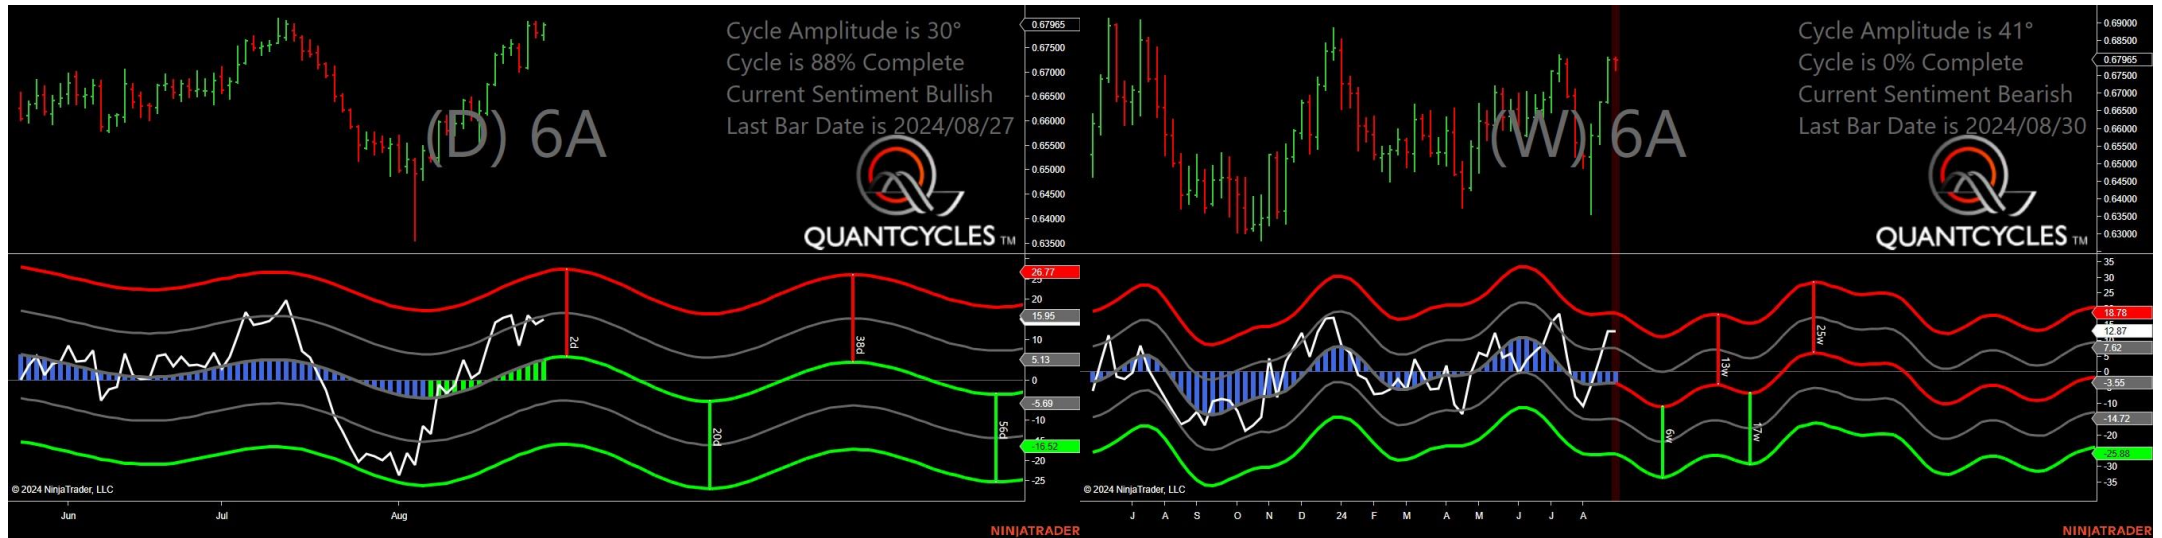 Cycle Amplitude is 30°
Cycle is 88% Complete
Current Sentiment Bullish
Last Bar Date is 2024/08/27
(D) 6A
QUANTCYCLES TM
0.67965
0.67500
0.67000
0.66500
0.66000
0.65500
0.65000
0.64500
0.64000
0.63500
26.77
25
20
15.95
5.13
0
-5.69
-10
-16.52
-20
-25
2d
20d
38d
56d
© 2024 NinjaTrader, LLC
Jun
Jul
Aug
NINJATRADER
Cycle Amplitude is 41°
Cycle is 0% Complete
Current Sentiment Bearish
Last Bar Date is 2024/08/30
(W) 6A
QUANTCYCLES TM
0.69000
0.68500
0.67965
0.67500
0.67000
0.66500
0.66000
0.65500
0.65000
0.64500
0.64000
0.63500
0.63000
35
30
25
18.78
12.87
7.62
5
0
-3.55
-10
-14.72
-20
-25.88
-30
-35
6w
13w
17w
25w
© 2024 NinjaTrader, LLC
J
A
S
O
N
D
24
F
M
A
M
J
J
A
NINJATRADER